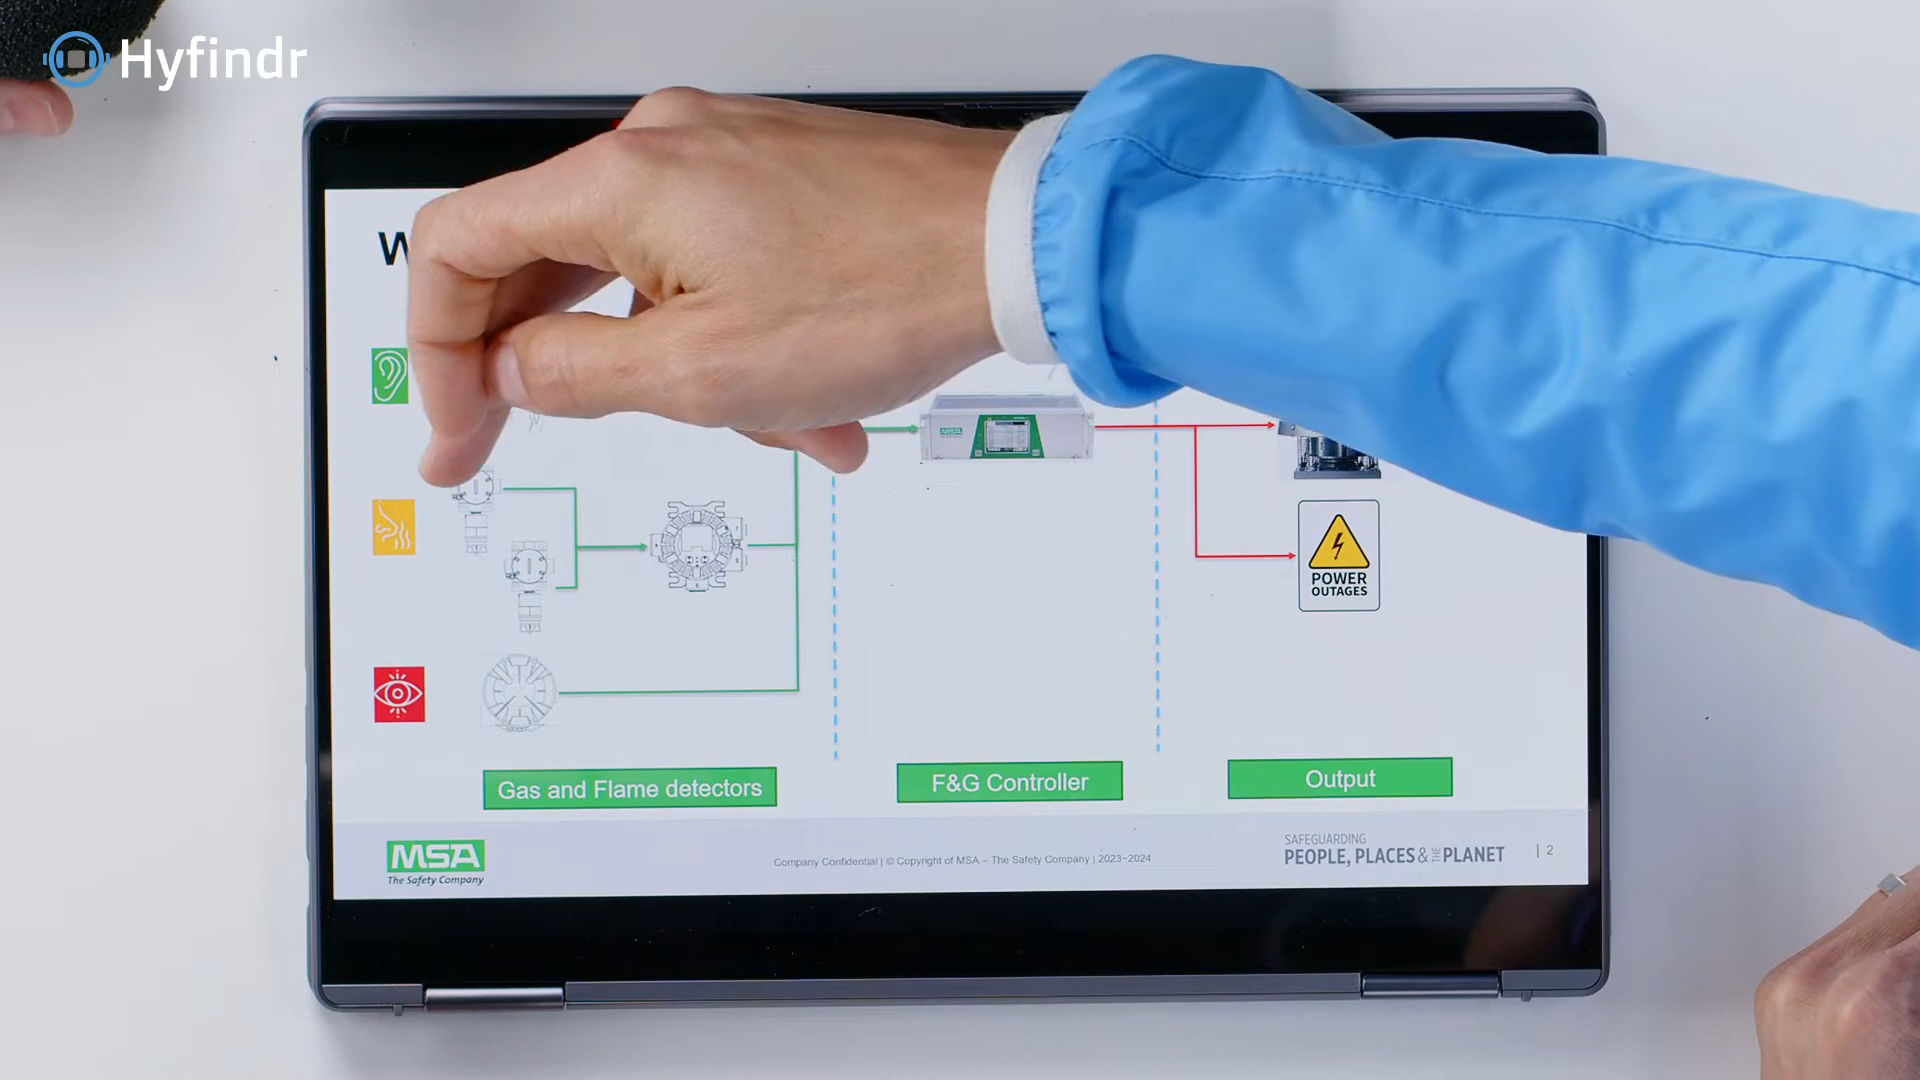 Hyfindr
MSA
POWER
OUTAGES
Gas and Flame detectors
F&G Controller
Output
MSA
The Safety Company
Company Confidential | © Copyright of MSA – The Safety Company | 2023–2024
SAFEGUARDING
PEOPLE, PLACES & THE PLANET
| 2